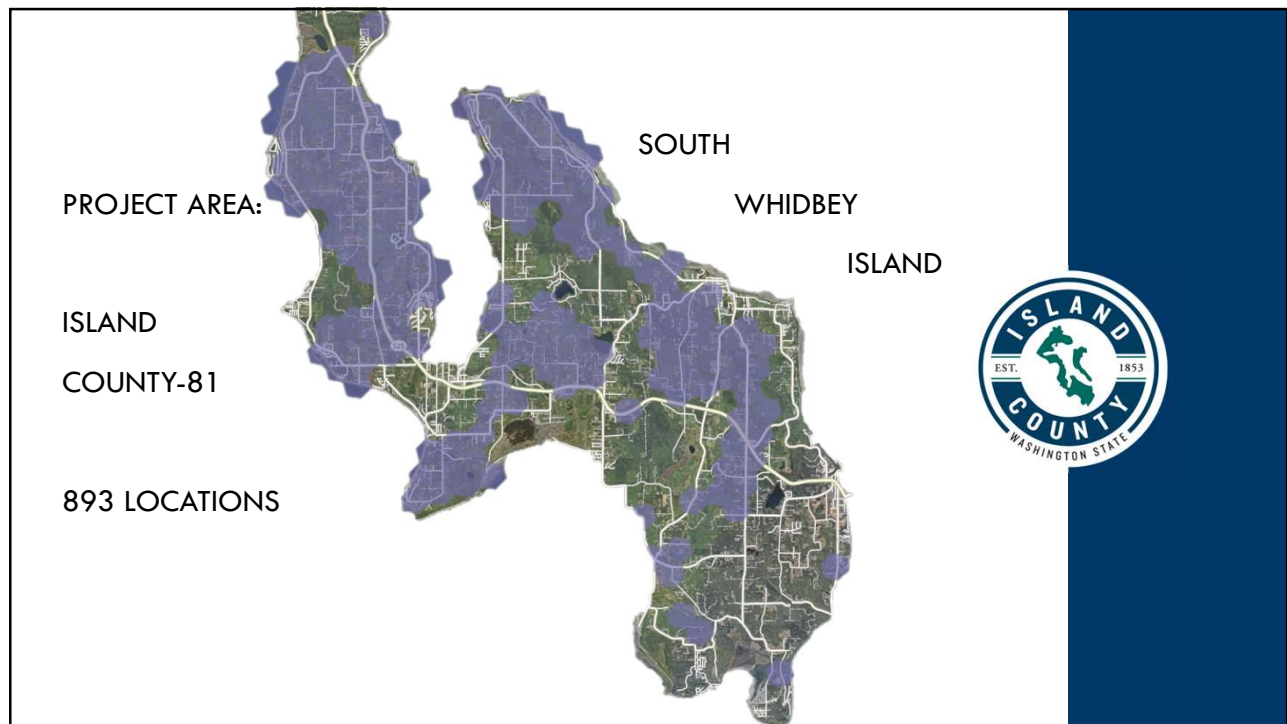 PROJECT AREA:
ISLAND
COUNTY-81
893 LOCATIONS
SOUTH
WHIDBEY
ISLAND
ISLAND
EST. 1853
COUNTY
WASHINGTON STATE